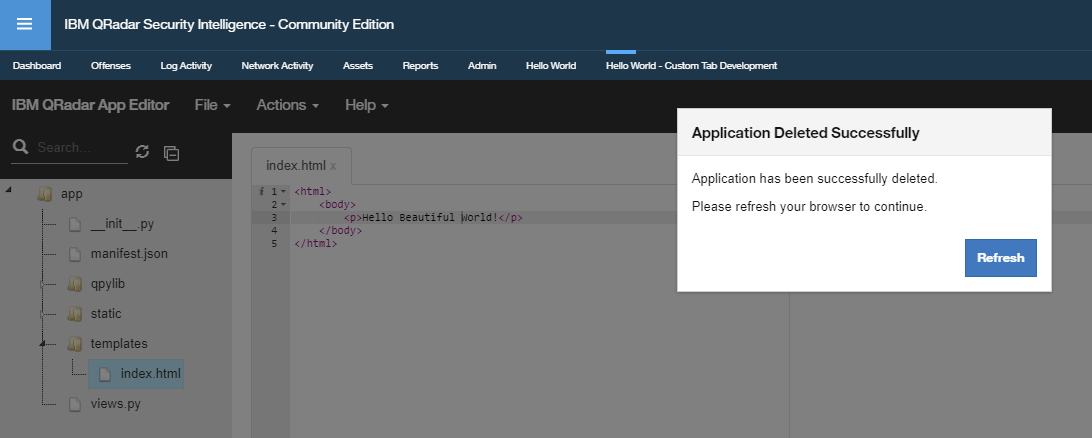 IBM QRadar Security Intelligence - Community Edition
Dashboard Offenses Log Activity Network Activity Assets Reports Admin Hello World Hello World - Custom Tab Development
IBM QRadar App Editor File Actions Help
Search...
app
__init__.py
manifest.json
qpylib
static
templates
index.html
views.py
index.html x
i 1 <html>
2 <body>
3 <p>Hello Beautiful World!</p>
4 </body>
5 </html>
Application Deleted Successfully
Application has been successfully deleted.
Please refresh your browser to continue.
Refresh